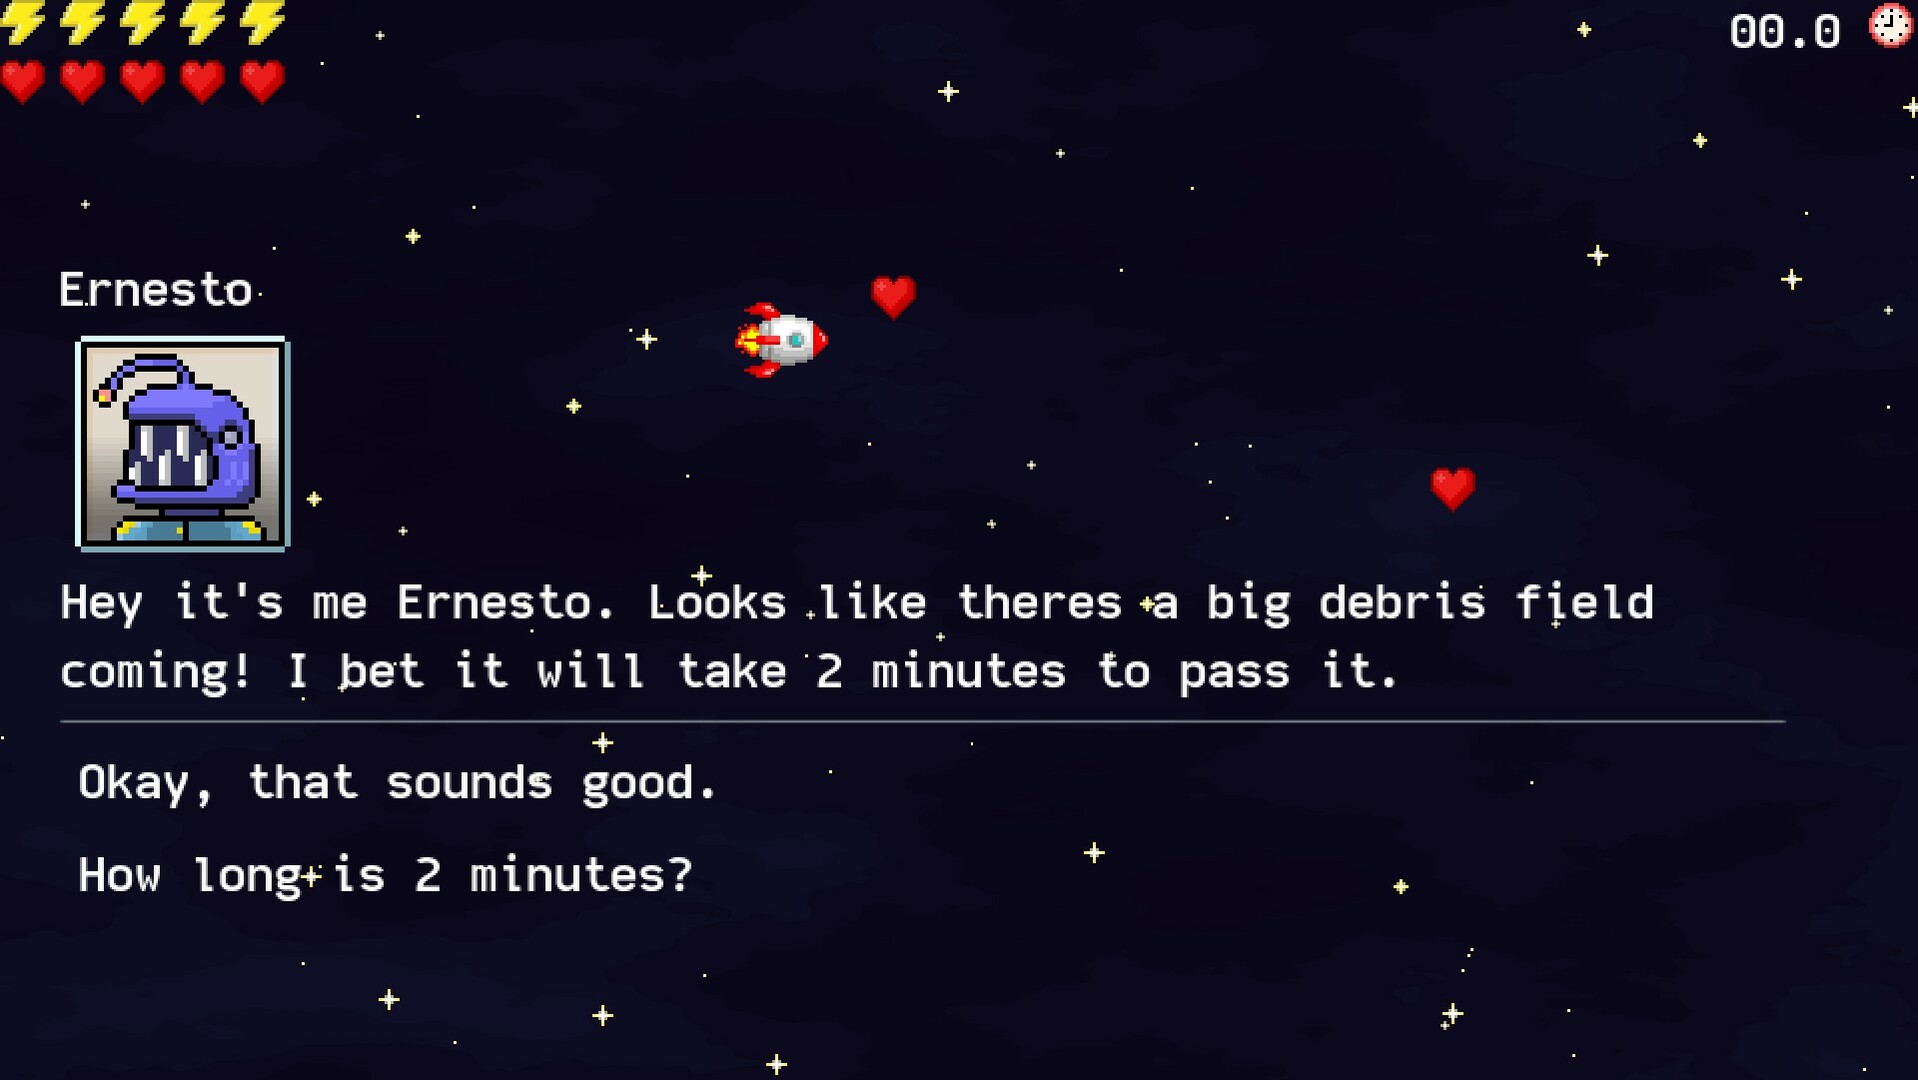 00.0
Ernesto
Hey it's me Ernesto. Looks like theres a big debris field
coming! I bet it will take 2 minutes to pass it.
Okay, that sounds good.
How long is 2 minutes?